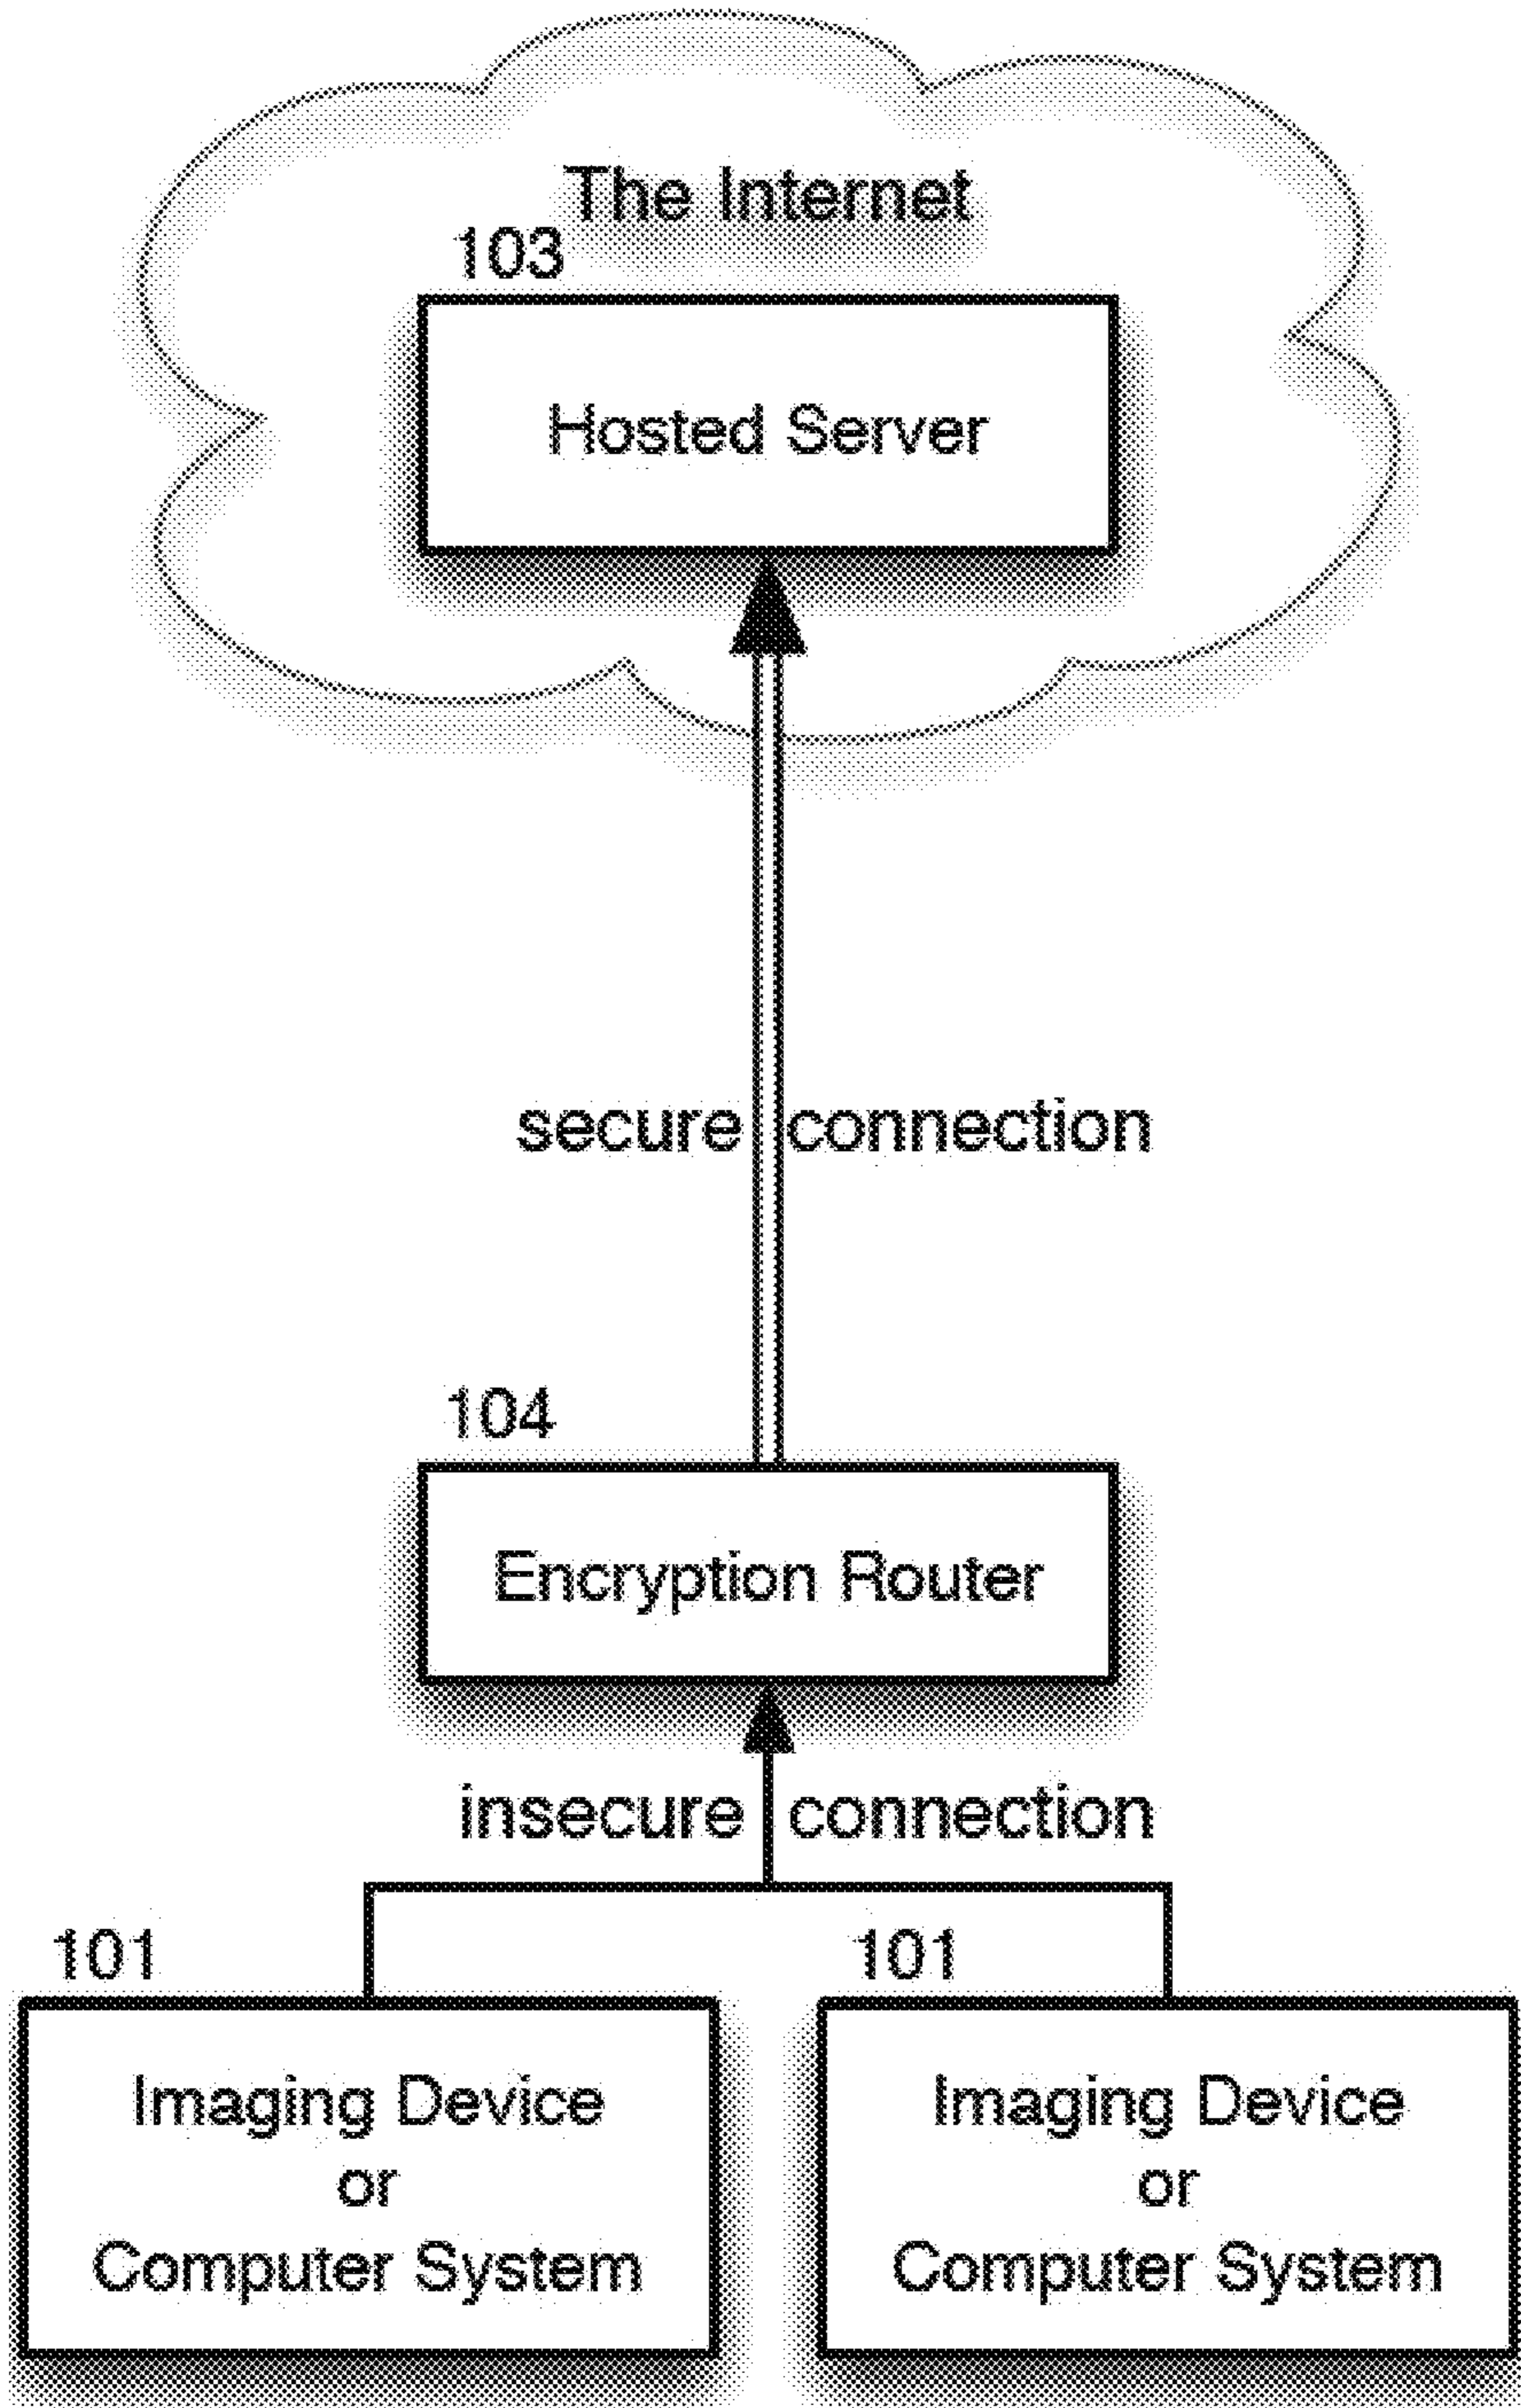 The Internet
103
Hosted Server
secure connection
104
Encryption Router
insecure connection
101
Imaging Device
or
Computer System
101
Imaging Device
or
Computer System